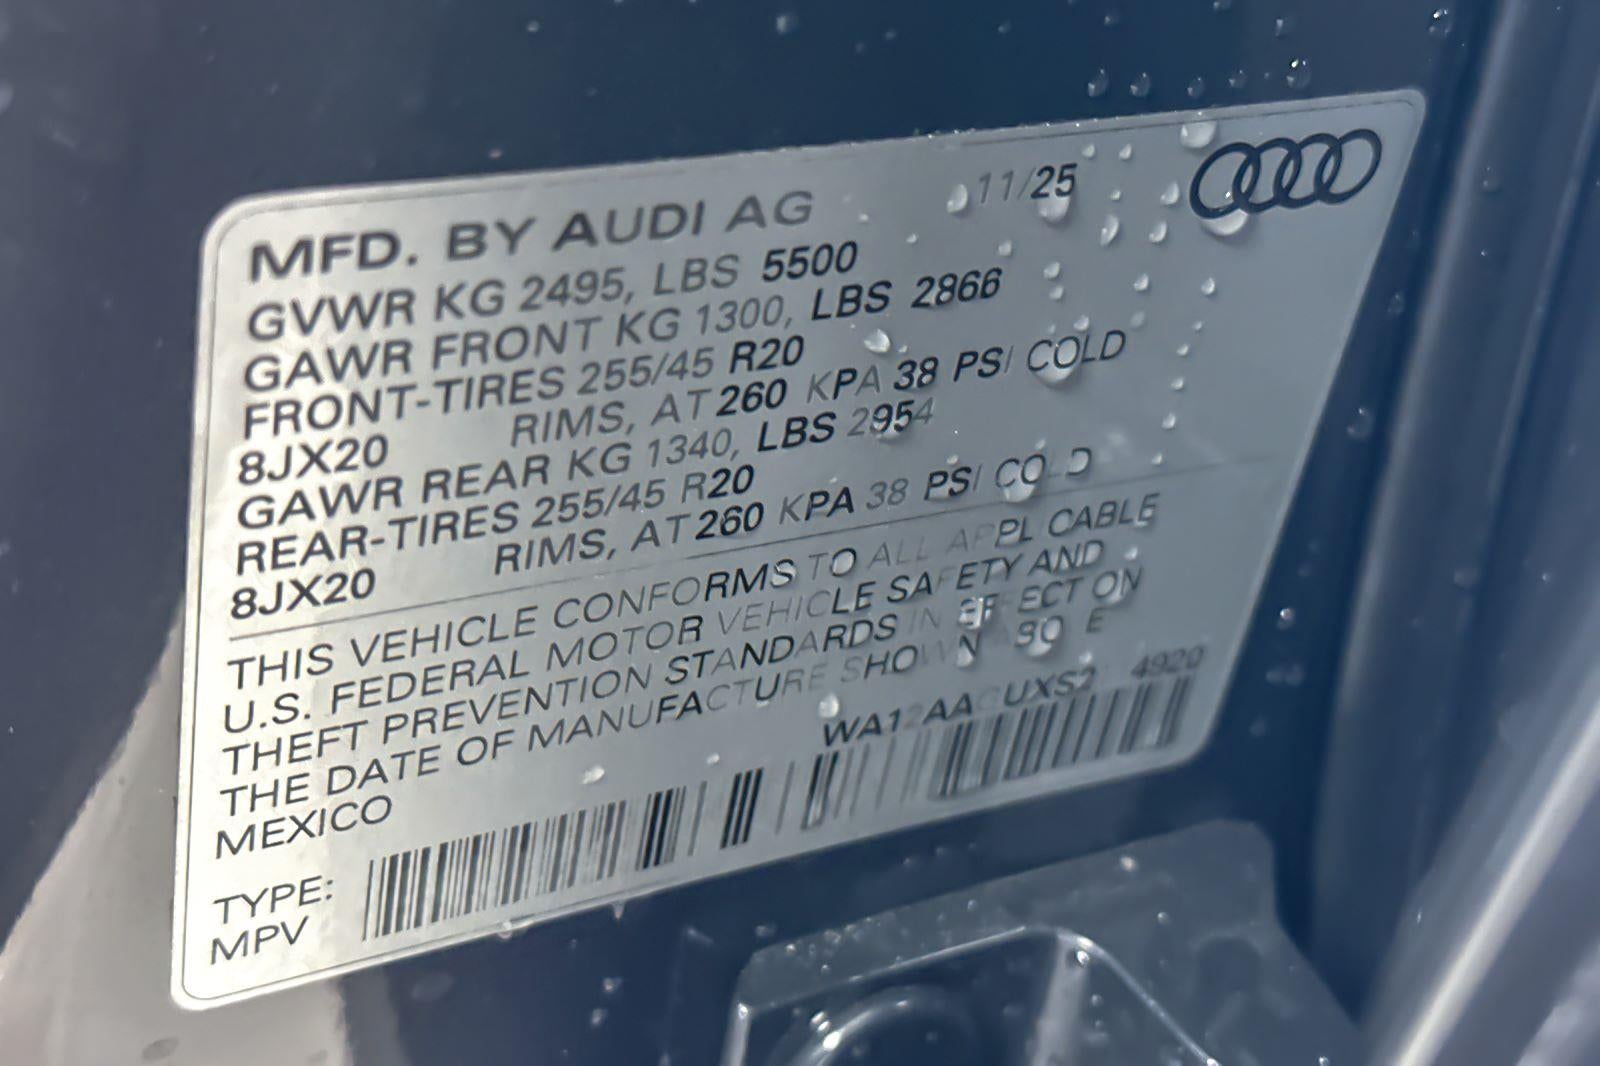 MFD. BY AUDI AG 11/25
GVWR KG 2495, LBS 5500
GAWR FRONT KG 1300, LBS 2866
FRONT-TIRES 255/45 R20
8JX20 RIMS, AT 260 KPA 38 PSI COLD
GAWR REAR KG 1340, LBS 2954
REAR-TIRES 255/45 R20
8JX20 RIMS, AT 260 KPA 38 PSI COLD
THIS VEHICLE CONFORMS TO ALL APPLICABLE
U.S. FEDERAL MOTOR VEHICLE SAFETY AND
THEFT PREVENTION STANDARDS IN EFFECT ON
THE DATE OF MANUFACTURE SHOWN ABOVE
MEXICO
TYPE:
MPV